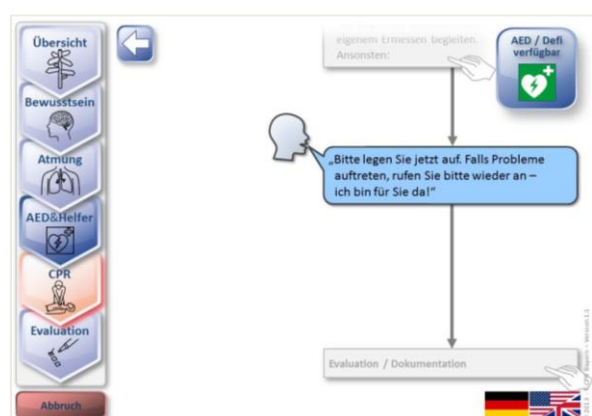 Übersicht
Bewusstsein
Atmung
AED&Helfer
CPR
Evaluation
Abbruch
eigenem Ermessen begleiten.
Ansonsten:
AED / Defi
verfügbar
„Bitte legen Sie jetzt auf. Falls Probleme
auftreten, rufen Sie bitte wieder an –
ich bin für Sie da!“
Evaluation / Dokumentation